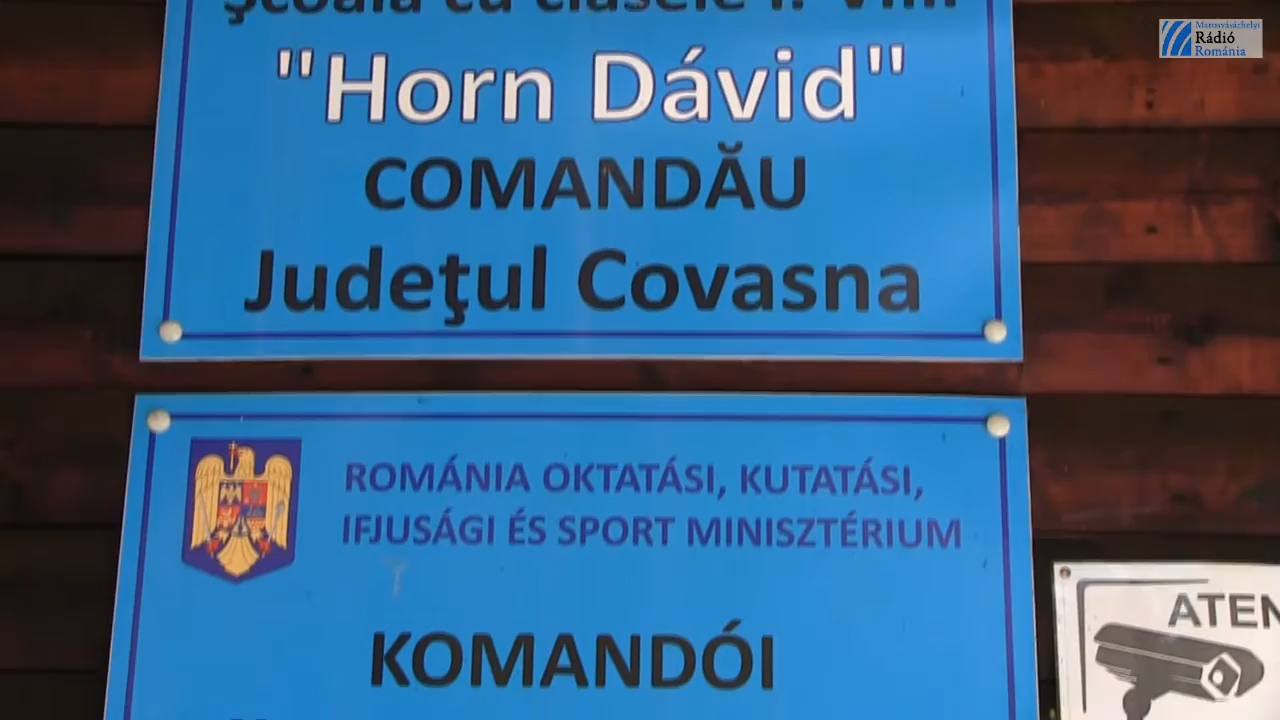 Marosvásárhelyi
Rádió
Románia
Şcoala cu clasele I. VIII
"Horn Dávid"
COMANDĂU
Judeţul Covasna
ROMÁNIA OKTATÁSI, KUTATÁSI,
IFJUSÁGI ÉS SPORT MINISZTÉRIUM
KOMANDÓI
ATEN